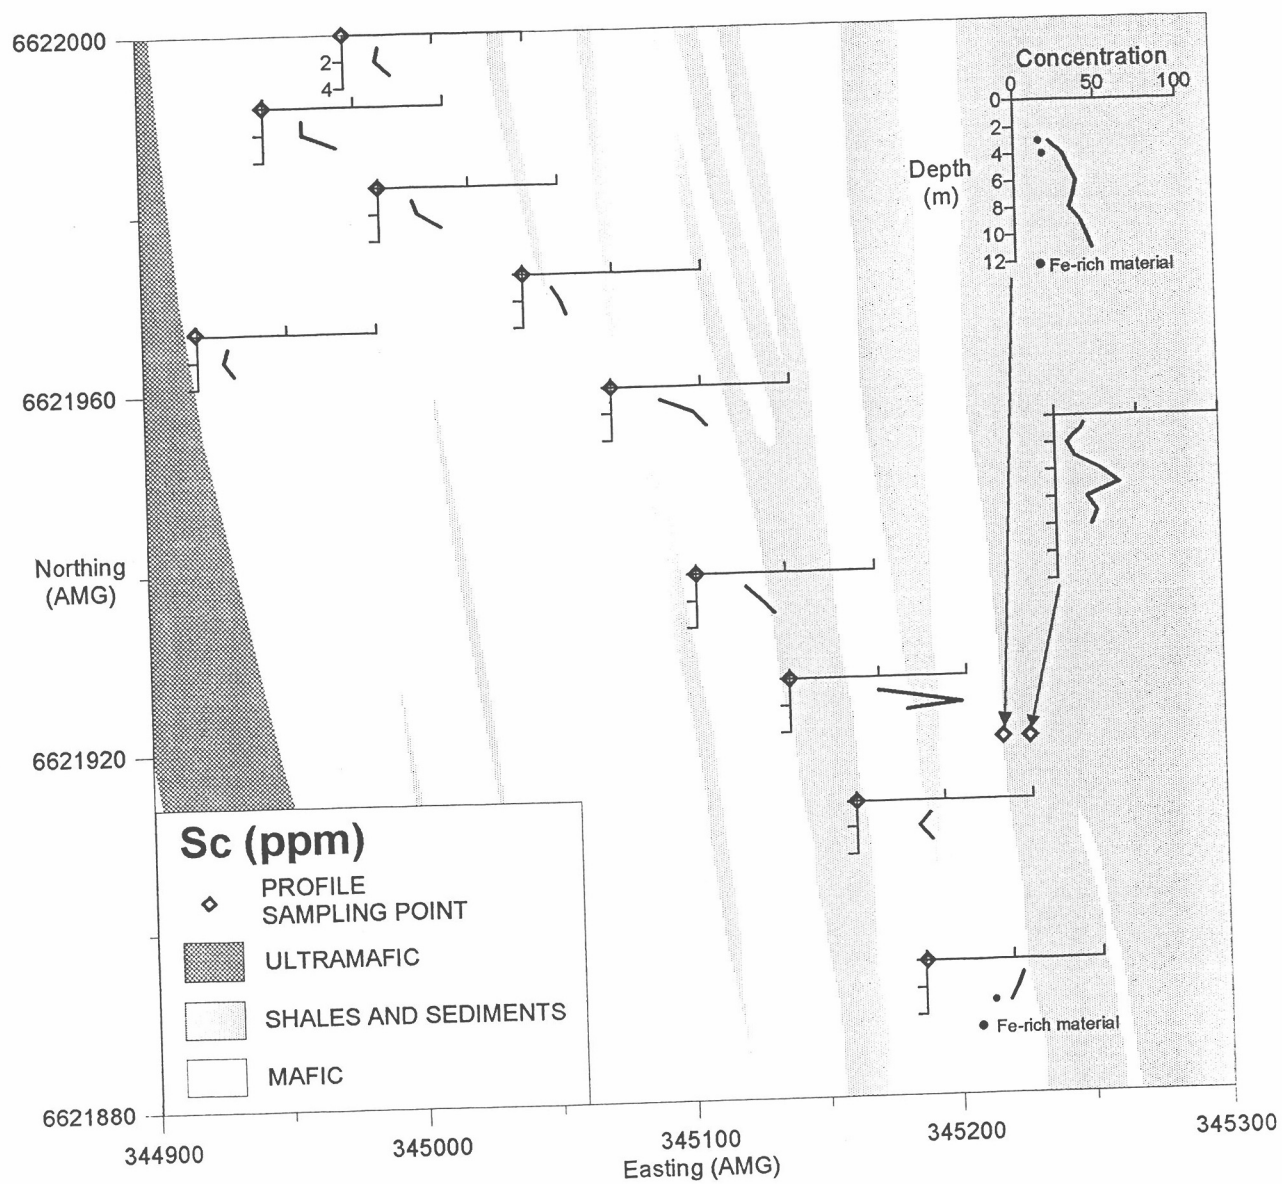 6622000
2
4
Concentration
0 50 100
0
2
4
6
8
10
12
Depth
(m)
Fe-rich material
6621960
Northing
(AMG)
6621920
Sc (ppm)
PROFILE
SAMPLING POINT
ULTRAMAFIC
SHALES AND SEDIMENTS
MAFIC
Fe-rich material
6621880
344900 345000 345100 345200 345300
Easting (AMG)